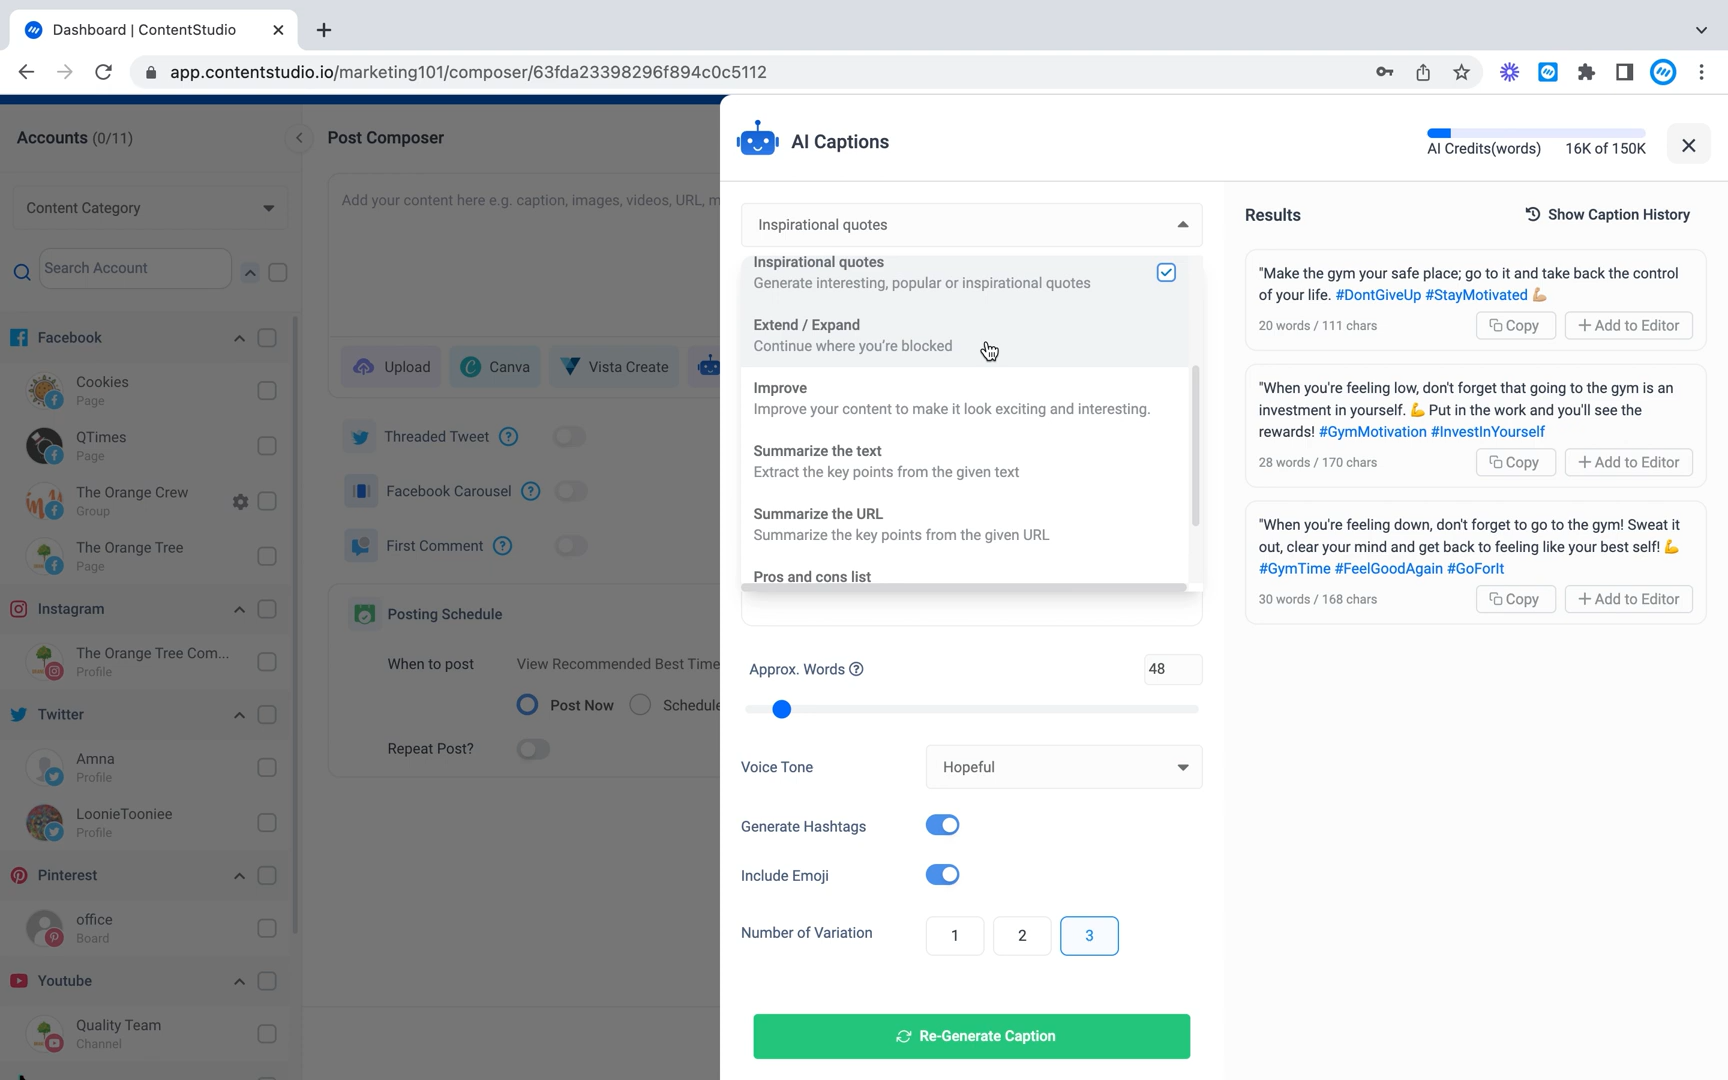 Dashboard | ContentStudio
app.contentstudio.io/marketing101/composer/63fda23398296f894c0c5112
Accounts (0/11)
Content Category
Search Account
Facebook
Cookies
Page
QTimes
Page
The Orange Crew
Group
The Orange Tree
Page
Instagram
The Orange Tree Com...
Profile
Twitter
Amna
Profile
LoonieTooniee
Profile
Pinterest
office
Board
Youtube
Quality Team
Channel
Post Composer
Add your content here e.g. caption, images, videos, URL, m
Upload
Canva
Vista Create
Threaded Tweet
Facebook Carousel
First Comment
Posting Schedule
When to post
View Recommended Best Time
Post Now
Schedule
Repeat Post?
AI Captions
AI Credits(words) 16K of 150K
Inspirational quotes
Inspirational quotes
Generate interesting, popular or inspirational quotes
Extend / Expand
Continue where you're blocked
Improve
Improve your content to make it look exciting and interesting.
Summarize the text
Extract the key points from the given text
Summarize the URL
Summarize the key points from the given URL
Pros and cons list
Approx. Words
48
Voice Tone
Hopeful
Generate Hashtags
Include Emoji
Number of Variation
1
2
3
Re-Generate Caption
Results
Show Caption History
"Make the gym your safe place; go to it and take back the control
of your life. #DontGiveUp #StayMotivated 💪🏼
20 words / 111 chars
Copy
+ Add to Editor
"When you're feeling low, don't forget that going to the gym is an
investment in yourself. 💪 Put in the work and you'll see the
rewards! #GymMotivation #InvestInYourself
28 words / 170 chars
Copy
+ Add to Editor
"When you're feeling down, don't forget to go to the gym! Sweat it
out, clear your mind and get back to feeling like your best self! 💪
#GymTime #FeelGoodAgain #GoForIt
30 words / 168 chars
Copy
+ Add to Editor